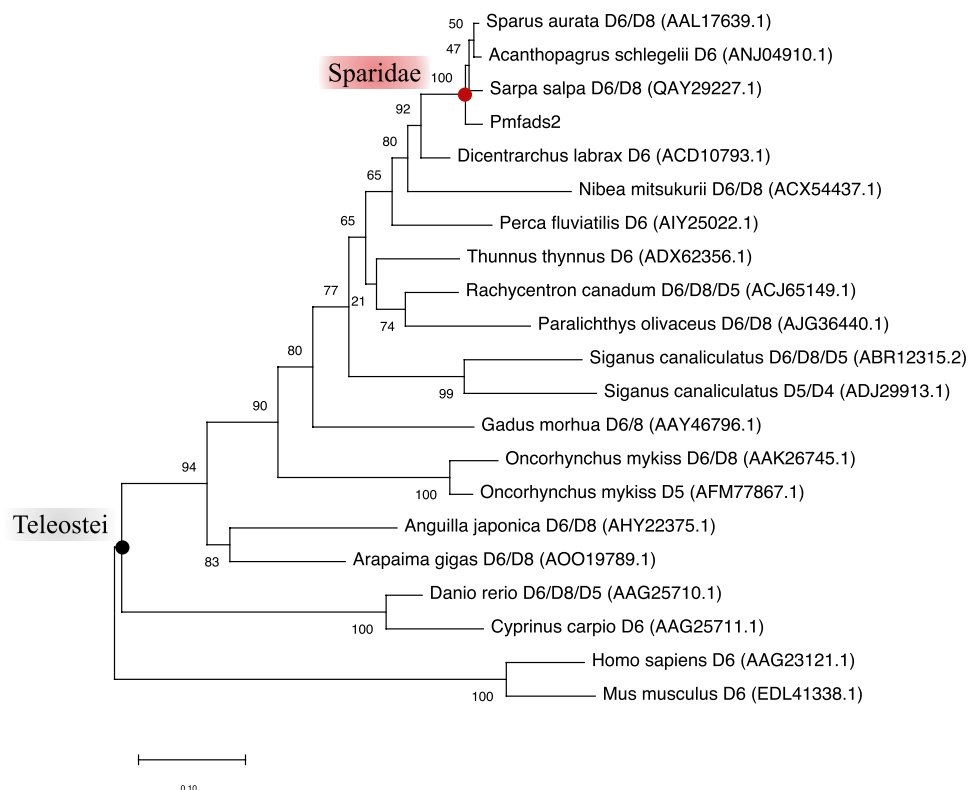 50
Sparus aurata D6/D8 (AAL17639.1)
47
Acanthopagrus schlegelii D6 (ANJ04910.1)
Sparidae
100
Sarpa salpa D6/D8 (QAY29227.1)
92
Pmfads2
80
Dicentrarchus labrax D6 (ACD10793.1)
65
Nibea mitsukurii D6/D8 (ACX54437.1)
65
Perca fluviatilis D6 (AIY25022.1)
Thunnus thynnus D6 (ADX62356.1)
77
21
Rachycentron canadum D6/D8/D5 (ACJ65149.1)
74
Paralichthys olivaceus D6/D8 (AJG36440.1)
80
Siganus canaliculatus D6/D8/D5 (ABR12315.2)
99
Siganus canaliculatus D5/D4 (ADJ29913.1)
90
Gadus morhua D6/8 (AAY46796.1)
94
Oncorhynchus mykiss D6/D8 (AAK26745.1)
100
Oncorhynchus mykiss D5 (AFM77867.1)
Teleostei
Anguilla japonica D6/D8 (AHY22375.1)
83
Arapaima gigas D6/D8 (AOO19789.1)
Danio rerio D6/D8/D5 (AAG25710.1)
100
Cyprinus carpio D6 (AAG25711.1)
Homo sapiens D6 (AAG23121.1)
100
Mus musculus D6 (EDL41338.1)
0.10